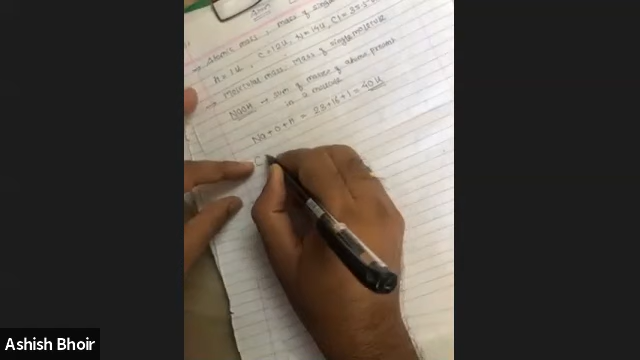 → Atomic mass, Mass of single
H = 1u, C = 12u, N = 14u, Cl = 35.5
→ Molecular mass: Mass of single molecule
NaOH → sum of masses of atoms present
in a molecule
Na + O + H = 23 + 16 + 1 = 40 u
Ashish Bhoir